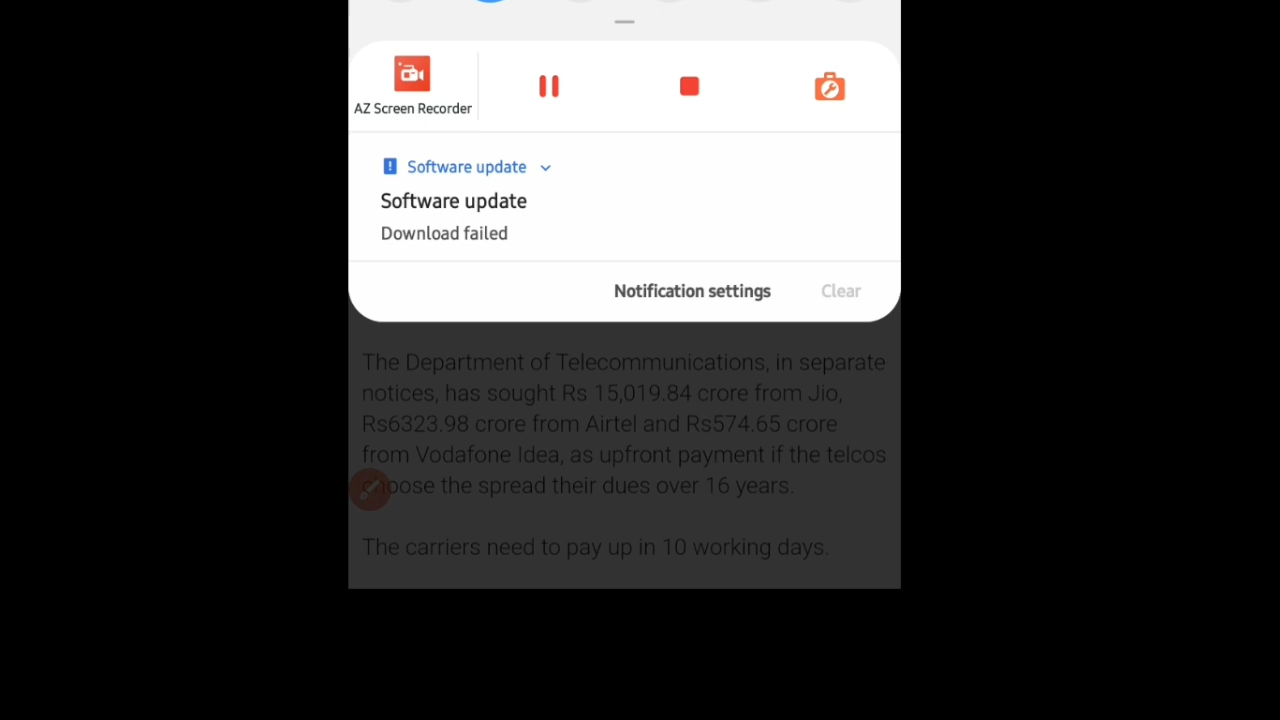 AZ Screen Recorder
Software update
Software update
Download failed
Notification settings
Clear
The Department of Telecommunications, in separate
notices, has sought Rs 15,019.84 crore from Jio,
Rs6323.98 crore from Airtel and Rs574.65 crore
from Vodafone Idea, as upfront payment if the telcos
choose the spread their dues over 16 years.
The carriers need to pay up in 10 working days.